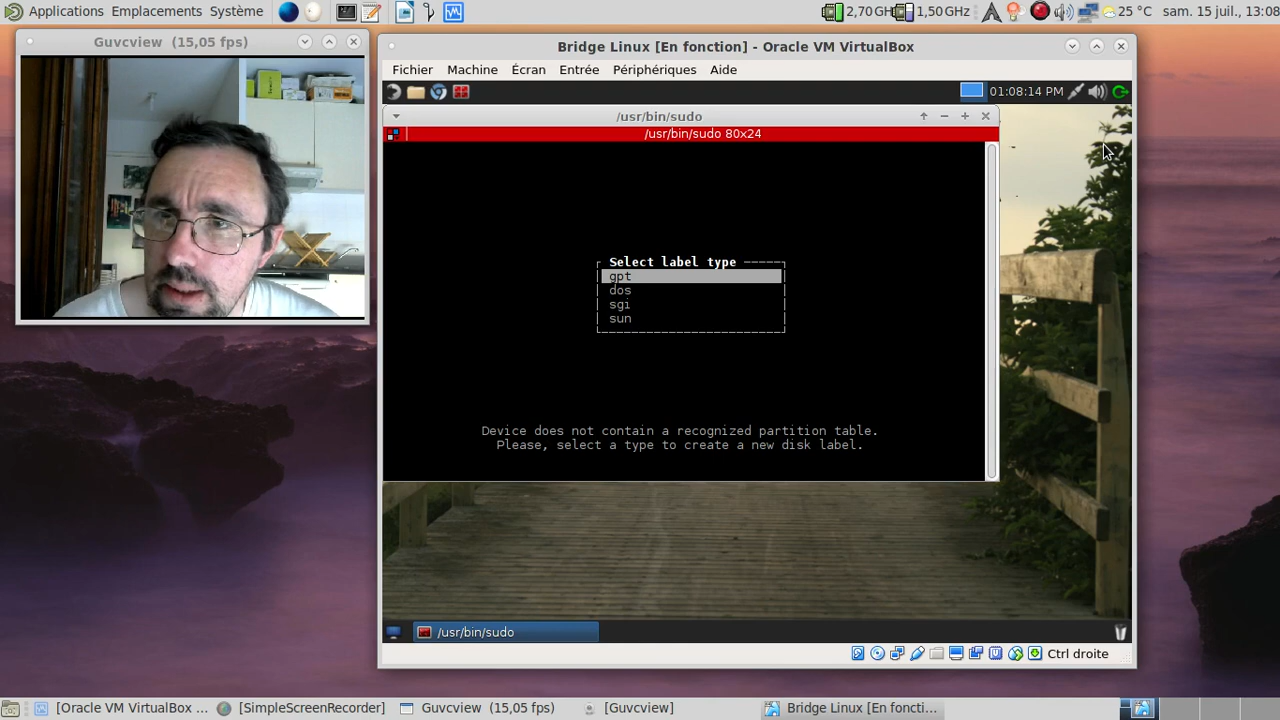 Applications Emplacements Système
2,70 GH
1,50 GHz
25 °C
sam. 15 juil., 13:08
Guvcview (15,05 fps)
Bridge Linux [En fonction] - Oracle VM VirtualBox
Fichier Machine Écran Entrée Périphériques Aide
01:08:14 PM
/usr/bin/sudo
/usr/bin/sudo 80x24
Select label type
gpt
dos
sgi
sun
Device does not contain a recognized partition table.
Please, select a type to create a new disk label.
/usr/bin/sudo
Ctrl droite
[Oracle VM VirtualBox ...
[SimpleScreenRecorder]
Guvcview (15,05 fps)
[Guvcview]
Bridge Linux [En foncti...